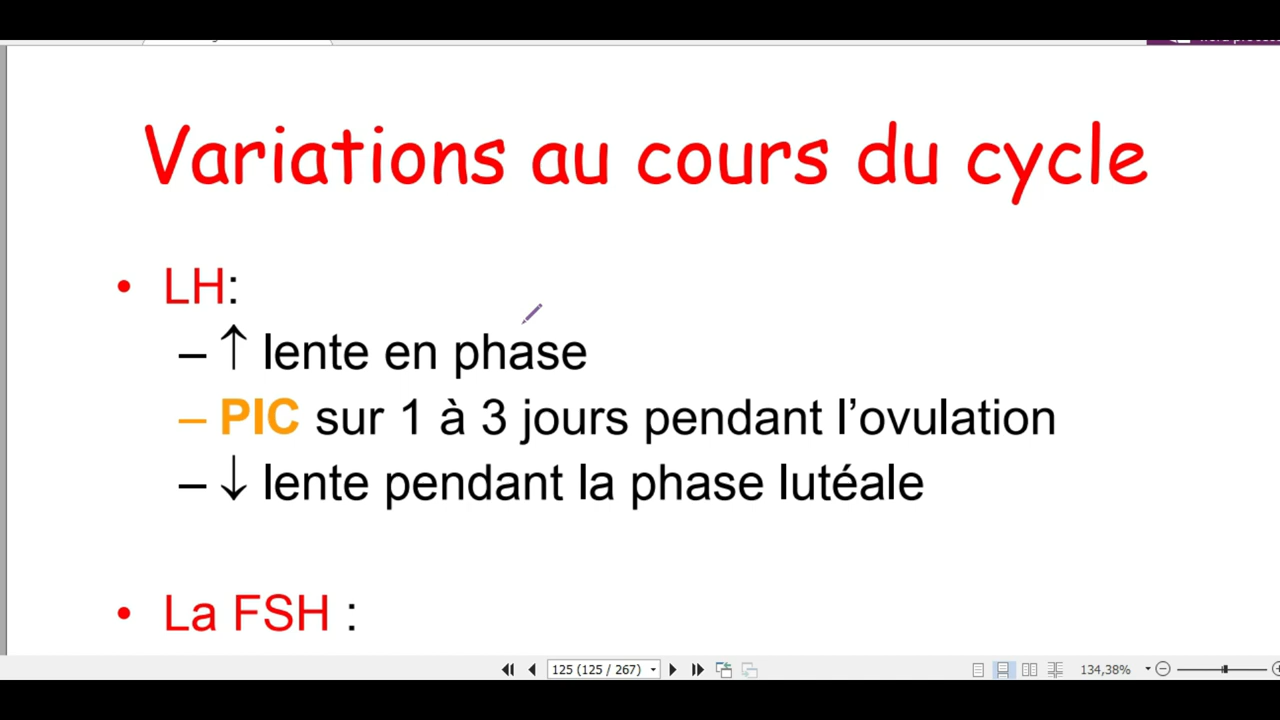 Variations au cours du cycle
• LH:
– ↑ lente en phase
– PIC sur 1 à 3 jours pendant l’ovulation
– ↓ lente pendant la phase lutéale
• La FSH :
125 (125 / 267)
134,38%